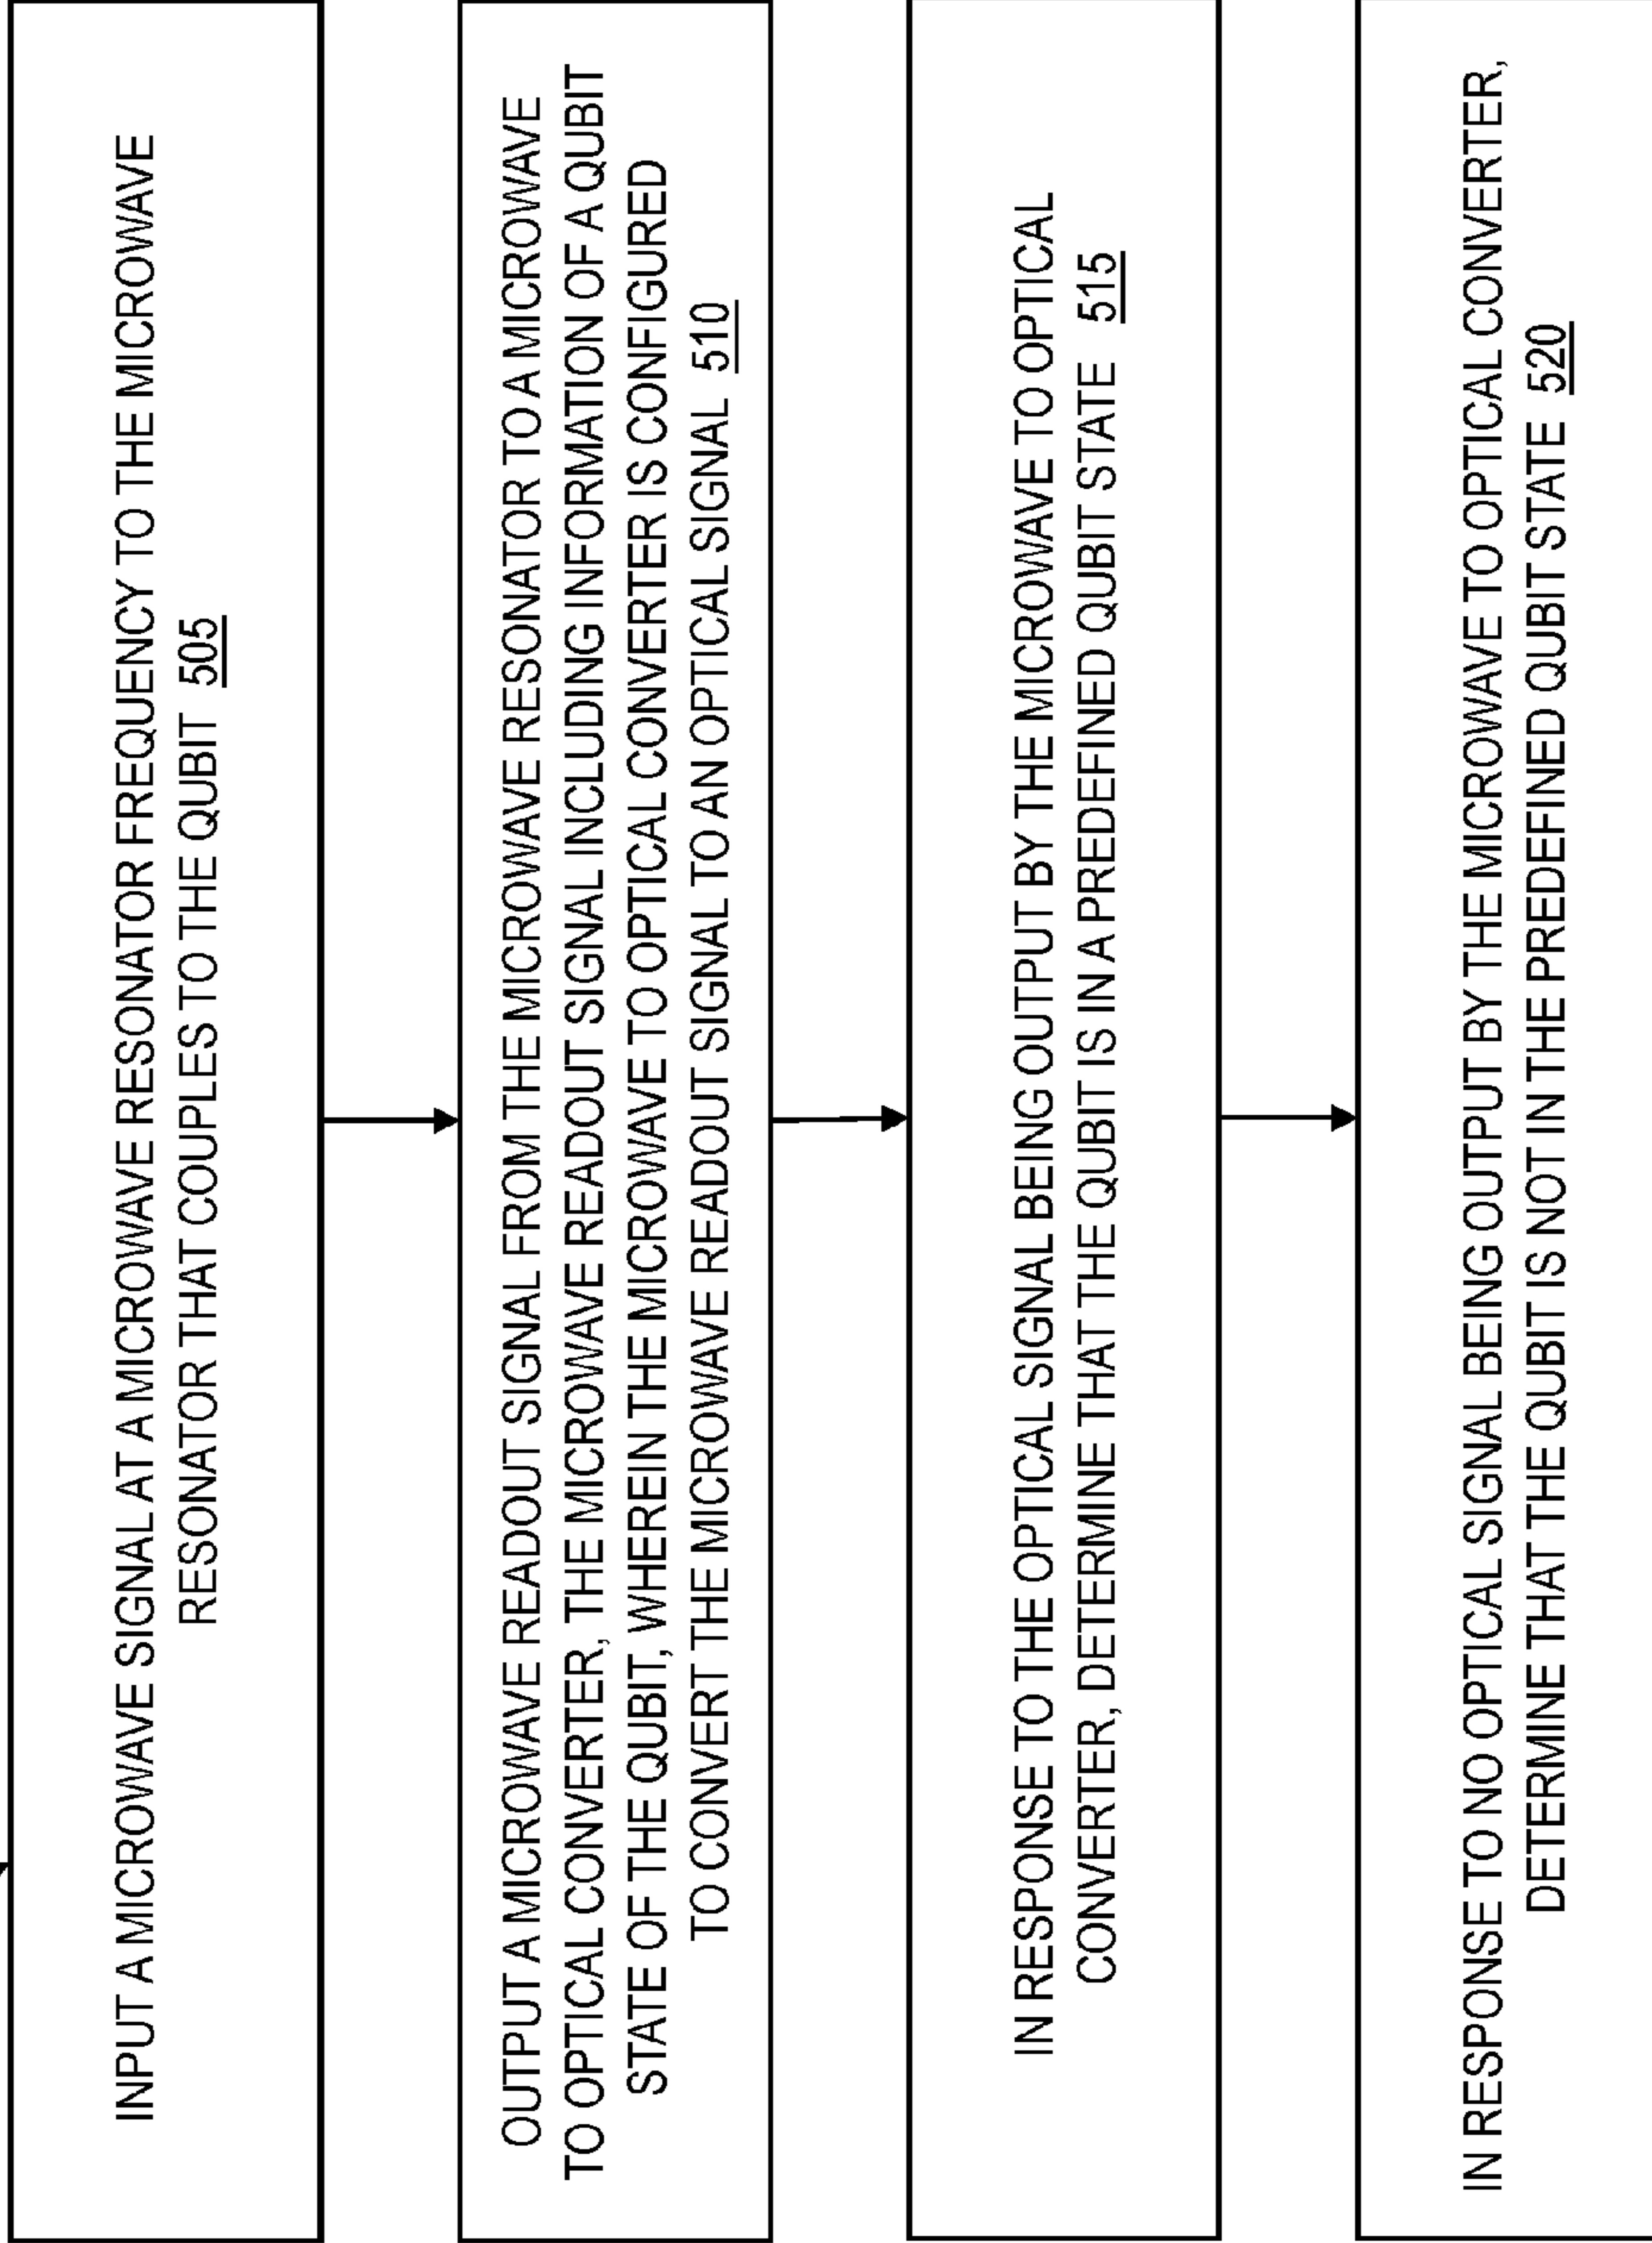 INPUT A MICROWAVE SIGNAL AT A MICROWAVE RESONATOR FREQUENCY TO THE MICROWAVE
RESONATOR THAT COUPLES TO THE QUBIT 505
OUTPUT A MICROWAVE READOUT SIGNAL FROM THE MICROWAVE RESONATOR TO A MICROWAVE
TO OPTICAL CONVERTER, THE MICROWAVE READOUT SIGNAL INCLUDING INFORMATION OF A QUBIT
STATE OF THE QUBIT, WHEREIN THE MICROWAVE TO OPTICAL CONVERTER IS CONFIGURED
TO CONVERT THE MICROWAVE READOUT SIGNAL TO AN OPTICAL SIGNAL 510
IN RESPONSE TO THE OPTICAL SIGNAL BEING OUTPUT BY THE MICROWAVE TO OPTICAL
CONVERTER, DETERMINE THAT THE QUBIT IS IN A PREDEFINED QUBIT STATE 515
IN RESPONSE TO NO OPTICAL SIGNAL BEING OUTPUT BY THE MICROWAVE TO OPTICAL CONVERTER,
DETERMINE THAT THE QUBIT IS NOT IN THE PREDEFINED QUBIT STATE 520